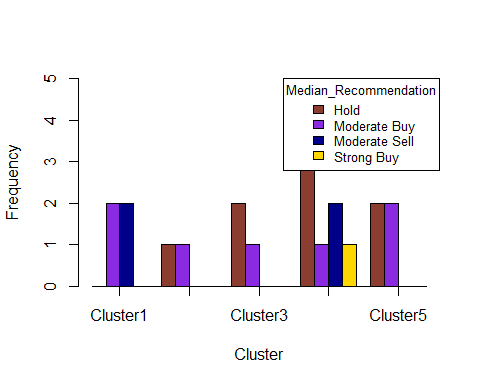 Median_Recommendation
Hold
Moderate Buy
Moderate Sell
Strong Buy
Frequency
5
4
3
2
1
0
Cluster1 Cluster3 Cluster5
Cluster